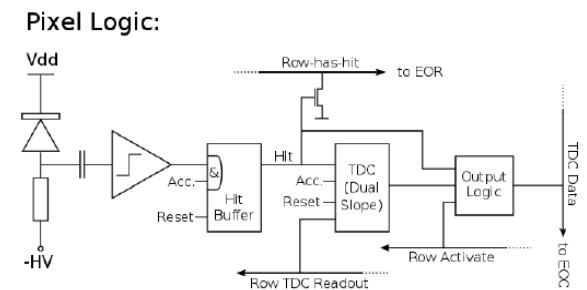 Pixel Logic:
Vdd
Row-has-hit
to EOR
Hit
&
Acc.
Hit
Buffer
Reset
TDC
(Dual
Slope)
Acc.
Reset
Output
Logic
TDC Data
to EOC
-HV
Row Activate
Row TDC Readout